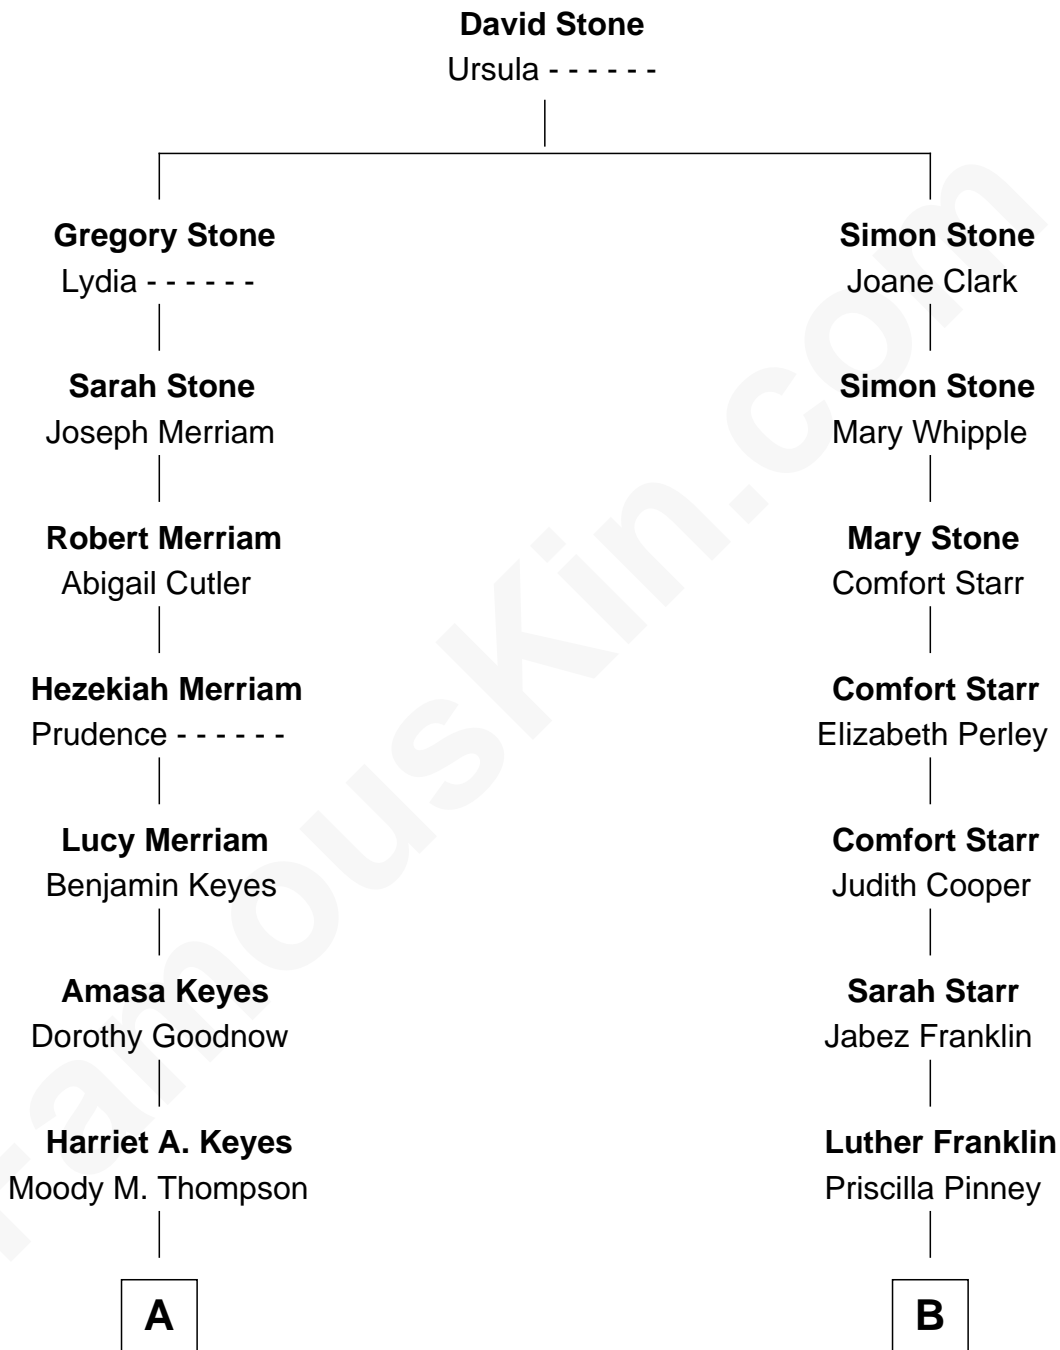 David Stone
Ursula - - - - - -
Gregory Stone
Lydia - - - - - -
Simon Stone
Joane Clark
Sarah Stone
Joseph Merriam
Simon Stone
Mary Whipple
Robert Merriam
Abigail Cutler
Mary Stone
Comfort Starr
Hezekiah Merriam
Prudence - - - - - -
Comfort Starr
Elizabeth Perley
Lucy Merriam
Benjamin Keyes
Comfort Starr
Judith Cooper
Amasa Keyes
Dorothy Goodnow
Sarah Starr
Jabez Franklin
Harriet A. Keyes
Moody M. Thompson
Luther Franklin
Priscilla Pinney
A
B
FamousKin.com